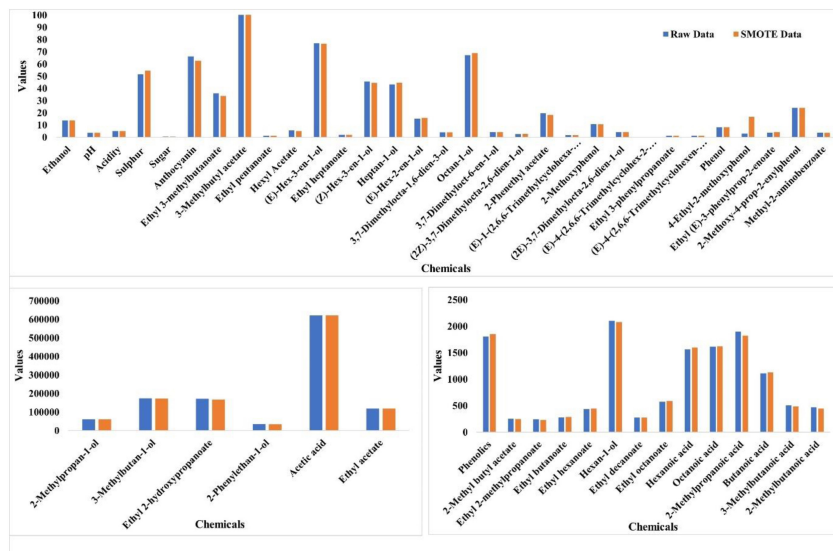 Raw Data
SMOTE Data
Values
100
90
80
70
60
50
40
30
20
10
0
Ethanol
pH
Acidity
Sulphur
Sugar
Anthocyanin
Ethyl 3-methylbutanoate
3-Methylbutyl acetate
Ethyl pentanoate
Hexyl Acetate
(E)-Hex-3-en-1-ol
Ethyl heptanoate
(Z)-Hex-3-en-1-ol
Heptan-1-ol
(E)-Hex-2-en-1-ol
3,7-Dimethylocta-1,6-dien-3-ol
Octan-1-ol
3,7-Dimethyloct-6-en-1-ol
(2Z)-3,7-Dimethylocta-2,6-dien-1-ol
2-Phenethyl acetate
(E)-1-(2,6,6-Trimethylcyclohexa-…
2-Methoxyphenol
(2E)-3,7-Dimethylocta-2,6-dien-1-ol
(E)-4-(2,6,6-Trimethylcyclohex-2-…
Ethyl 3-phenylpropanoate
(E)-4-(2,6,6-Trimethylcyclohexen-…
Phenol
4-Ethyl-2-methoxyphenol
Ethyl (E)-3-phenylprop-2-enoate
2-Methoxy-4-prop-2-enylphenol
Methyl-2-aminobenzoate
Chemicals
Values
700000
600000
500000
400000
300000
200000
100000
0
2-Methylpropan-1-ol
3-Methylbutan-1-ol
Ethyl 2-hydroxypropanoate
2-Phenylethan-1-ol
Acetic acid
Ethyl acetate
Chemicals
Values
2500
2000
1500
1000
500
0
Phenolics
2-Methyl butyl acetate
Ethyl 2-methylpropanoate
Ethyl butanoate
Ethyl hexanoate
Hexan-1-ol
Ethyl decanoate
Ethyl octanoate
Hexanoic acid
Octanoic acid
2-Methylpropanoic acid
Butanoic acid
3-Methylbutanoic acid
2-Methylbutanoic acid
Chemicals